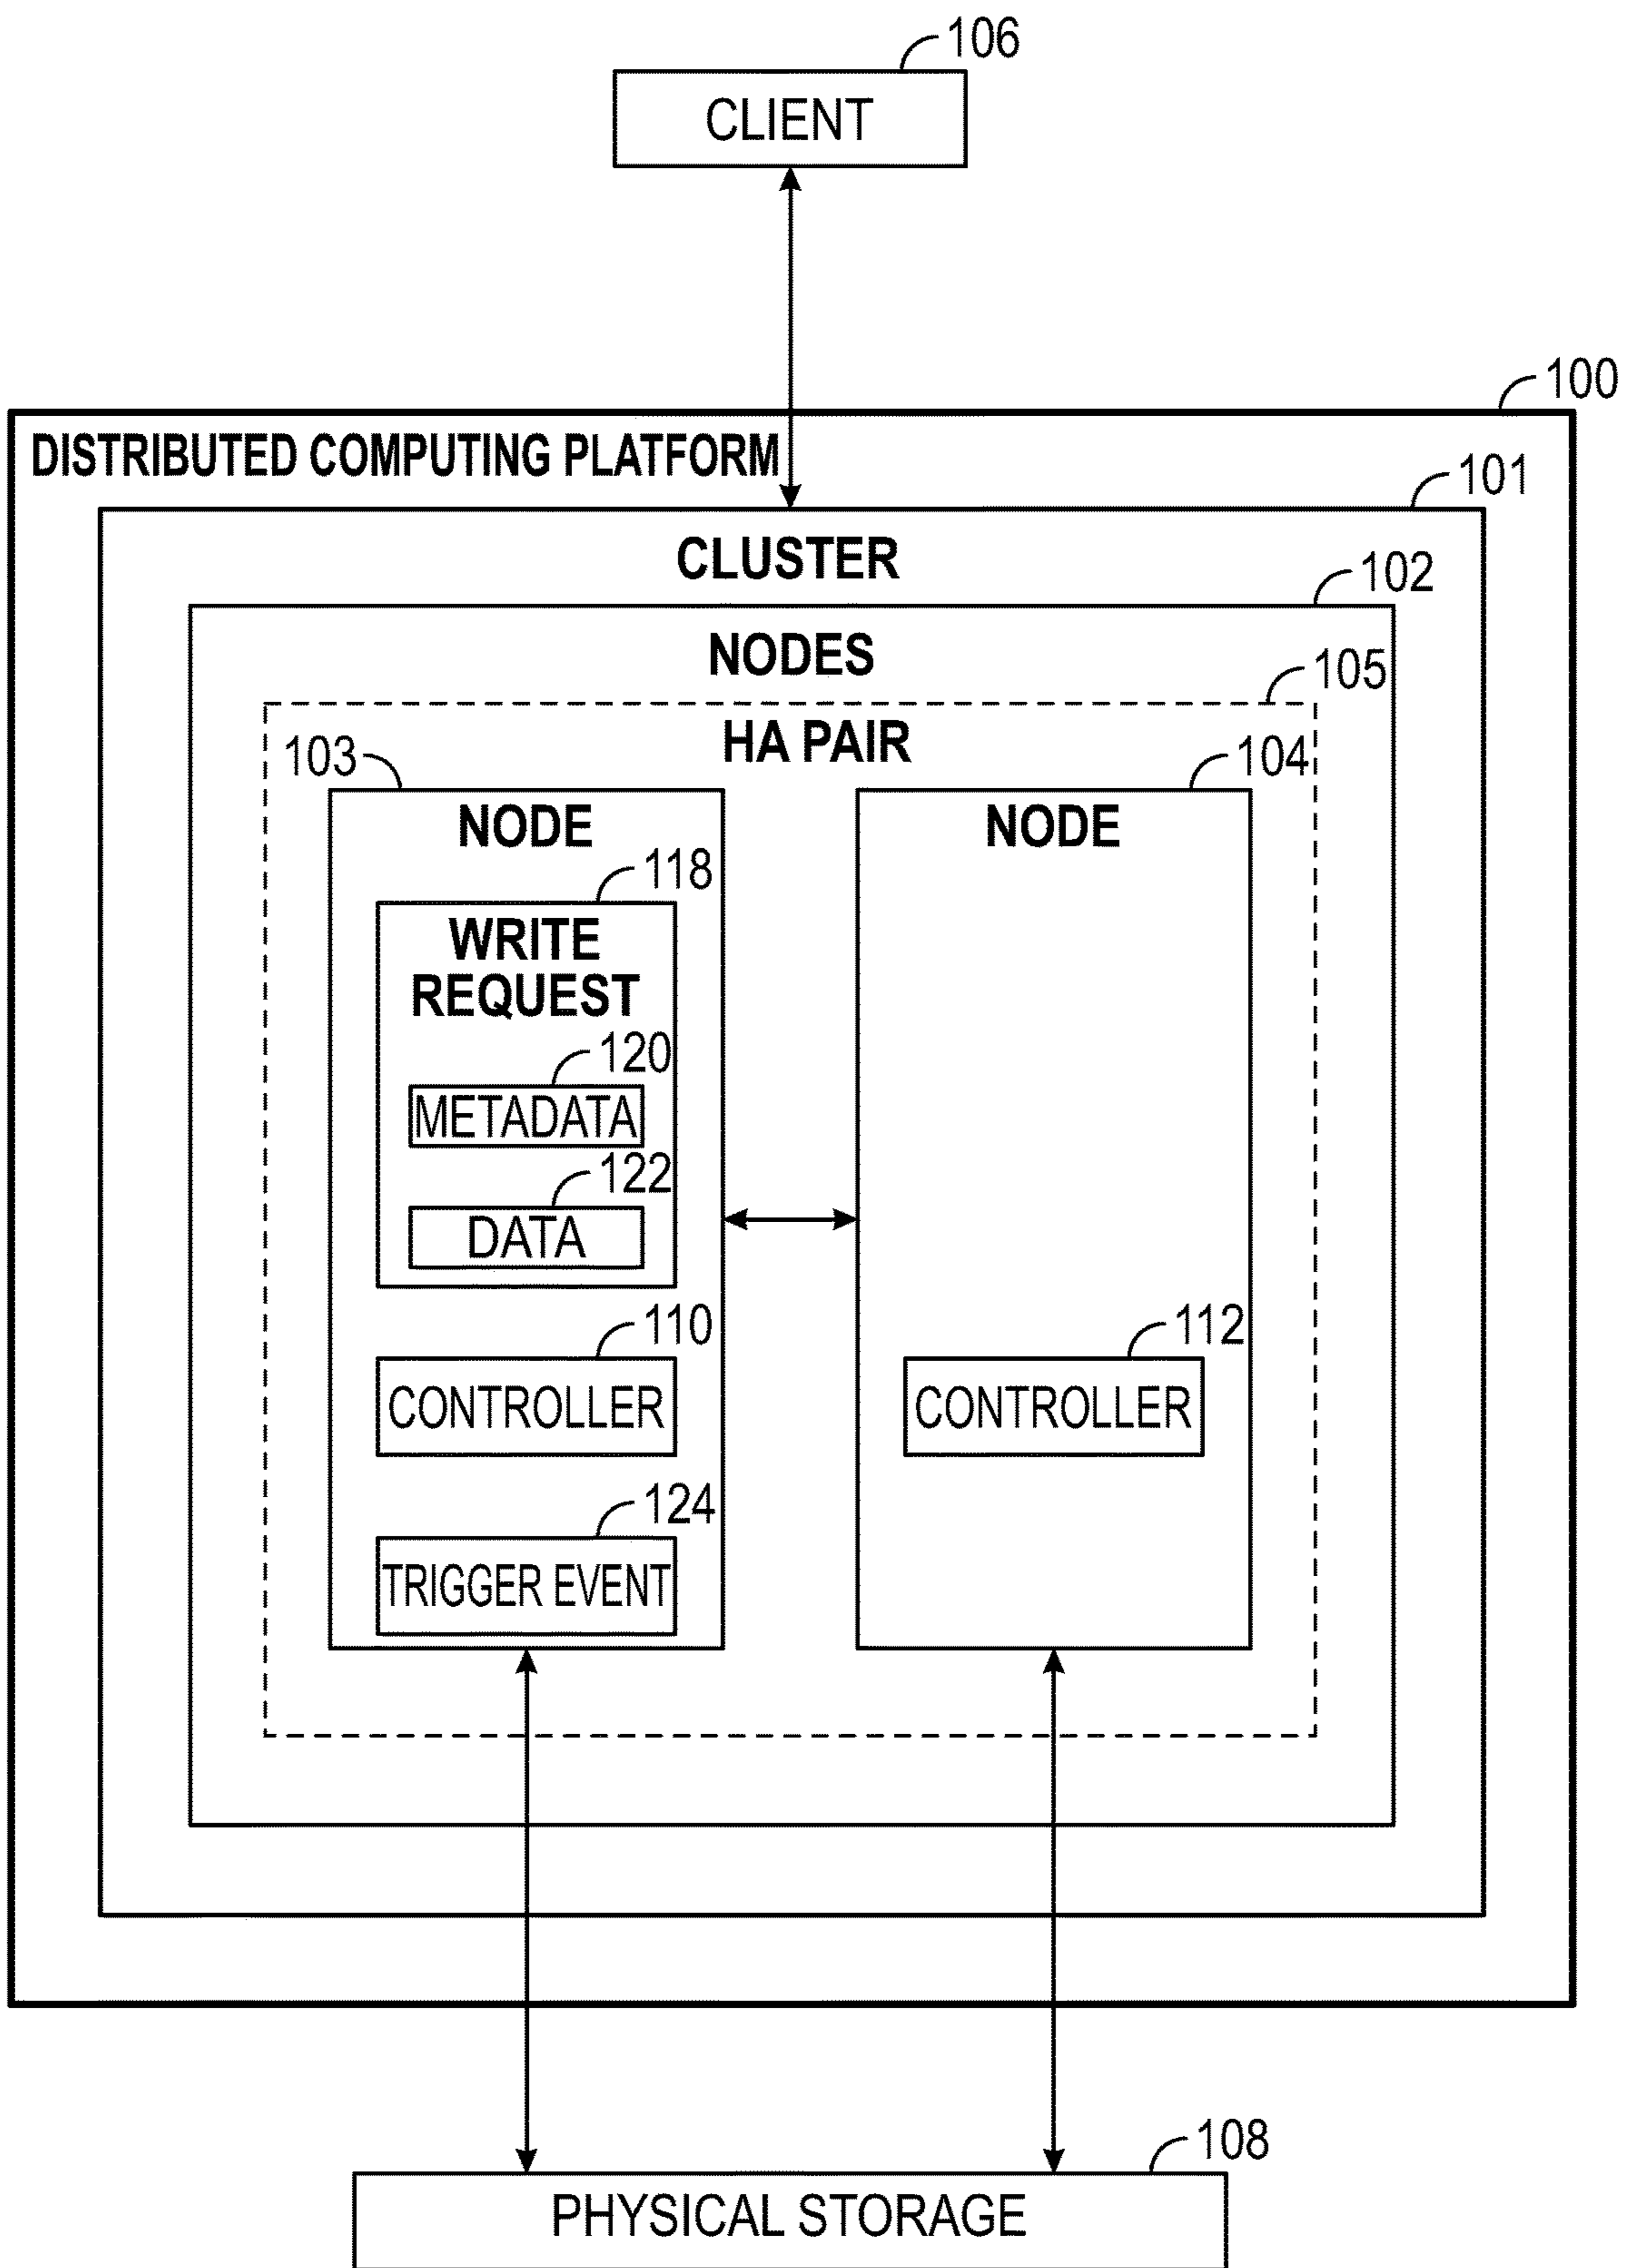 106
CLIENT
100
DISTRIBUTED COMPUTING PLATFORM
101
CLUSTER
102
NODES
105
HA PAIR
103
104
NODE
NODE
118
WRITE
REQUEST
120
METADATA
122
DATA
110
112
CONTROLLER
CONTROLLER
124
TRIGGER EVENT
108
PHYSICAL STORAGE